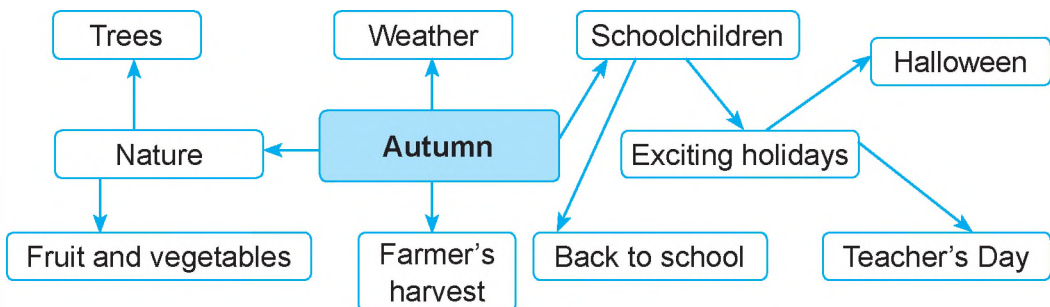 Trees
Weather
Schoolchildren
Halloween
Nature
Autumn
Exciting holidays
Fruit and vegetables
Farmer's
harvest
Back to school
Teacher's Day